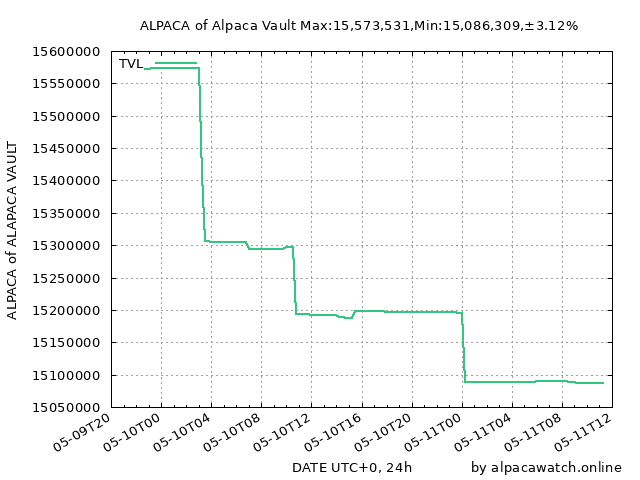 ALPACA of Alpaca Vault Max:15,573,531,Min:15,086,309,±3.12%
15600000
TVL
15550000
15500000
15450000
15400000
15350000
15300000
15250000
15200000
15150000
15100000
15050000
ALPACA of ALAPACA VAULT
05-09T20
05-10T00
05-10T04
05-10T08
05-10T12
05-10T16
05-10T20
05-11T00
05-11T04
05-11T08
05-11T12
DATE UTC+0, 24h
by alpacawatch.online